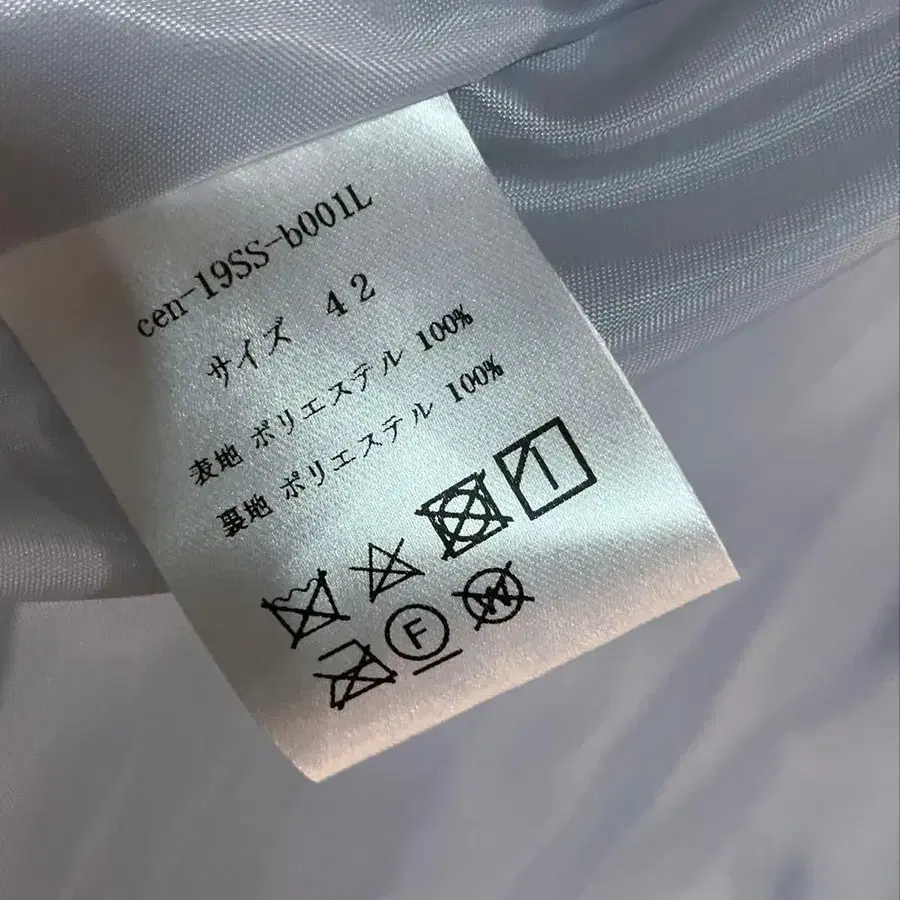 cen-19SS-b001L
サイズ 42
表地 ポリエステル 100%
裏地 ポリエステル 100%
F W